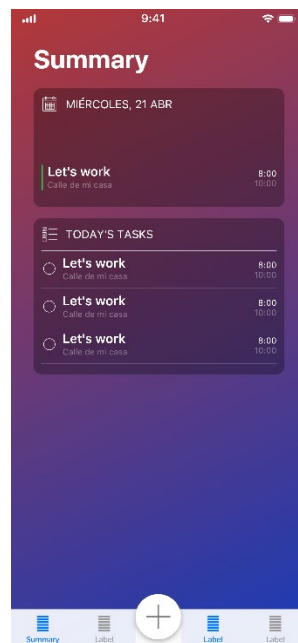 9:41
Summary
MIÉRCOLES, 21 ABR
Let's work 8:00
Calle de mi casa 10:00
TODAY'S TASKS
Let's work 8:00
Calle de mi casa 10:00
Let's work 8:00
Calle de mi casa 10:00
Let's work 8:00
Calle de mi casa 10:00
Summary Label Label Label